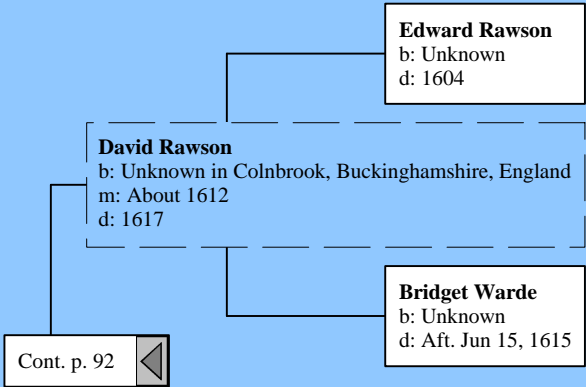 Edward Rawson
b: Unknown
d: 1604
David Rawson
b: Unknown in Colnbrook, Buckinghamshire, England
m: About 1612
d: 1617
Bridget Warde
b: Unknown
d: Aft. Jun 15, 1615
Cont. p. 92